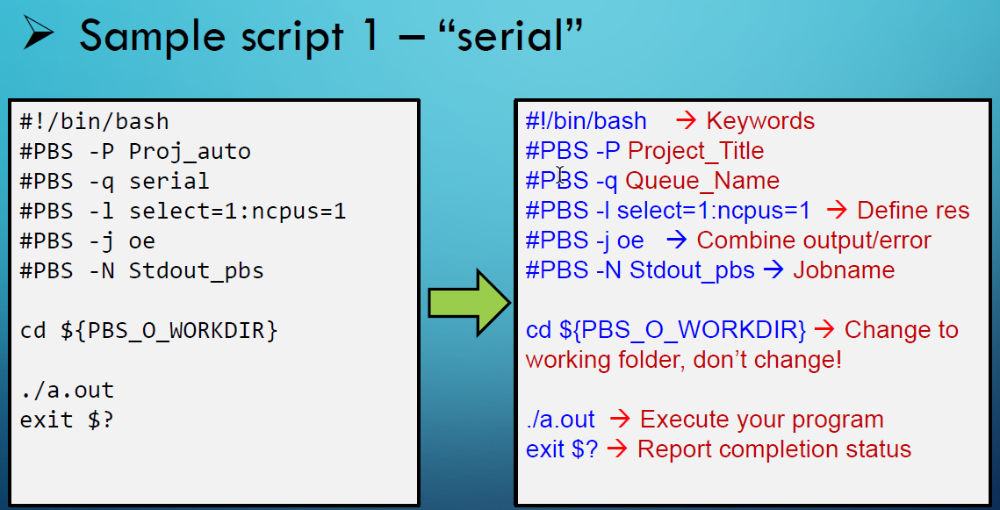 ➢ Sample script 1 – “serial”
#!/bin/bash
#PBS -P Proj_auto
#PBS -q serial
#PBS -l select=1:ncpus=1
#PBS -j oe
#PBS -N Stdout_pbs
cd ${PBS_O_WORKDIR}
./a.out
exit $?
#!/bin/bash → Keywords
#PBS -P Project_Title
#PBS -q Queue_Name
#PBS -l select=1:ncpus=1 → Define res
#PBS -j oe → Combine output/error
#PBS -N Stdout_pbs → Jobname
cd ${PBS_O_WORKDIR} → Change to
working folder, don’t change!
./a.out → Execute your program
exit $? → Report completion status